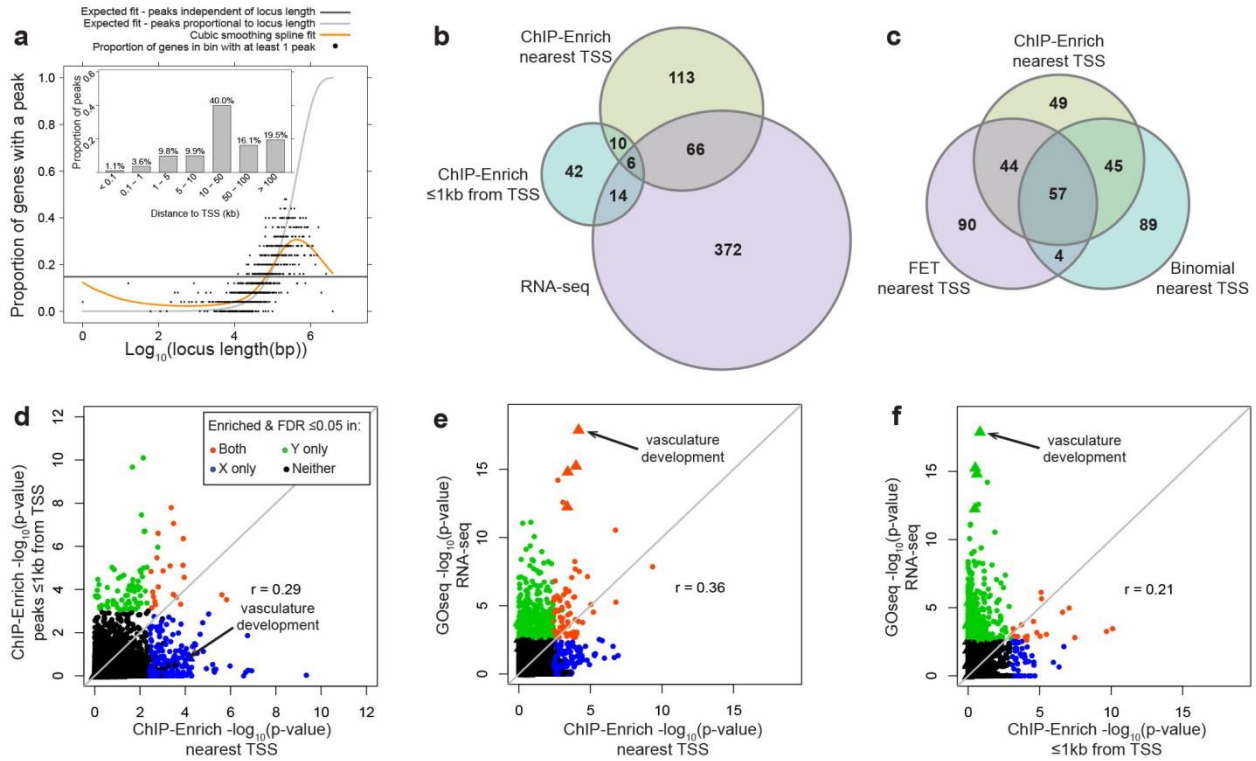 a
Expected fit - peaks independent of locus length
Expected fit - peaks proportional to locus length
Cubic smoothing spline fit
Proportion of genes in bin with at least 1 peak
Proportion of genes with a peak
1.0
0.8
0.6
0.4
0.2
0.0
0
2
4
6
Log10(locus length(bp))
Proportion of peaks
0.6
0.4
0.2
1.1%
3.6%
9.8%
9.9%
40.0%
16.1%
19.5%
< 0.1
0.1 – 1
1 – 5
5 – 10
10 – 50
50 – 100
> 100
Distance to TSS (kb)
b
ChIP-Enrich
nearest TSS
113
10
6
66
42
14
372
ChIP-Enrich
≤1kb from TSS
RNA-seq
c
ChIP-Enrich
nearest TSS
49
44
45
57
90
89
4
FET
nearest TSS
Binomial
nearest TSS
d
ChIP-Enrich -log10(p-value)
peaks ≤1kb from TSS
12
10
8
6
4
2
0
Enriched & FDR ≤0.05 in:
Both
Y only
X only
Neither
r = 0.29
vasculature
development
0
2
4
6
8
10
12
ChIP-Enrich -log10(p-value)
nearest TSS
e
GOseq -log10(p-value)
RNA-seq
15
10
5
0
vasculature
development
r = 0.36
0
5
10
15
ChIP-Enrich -log10(p-value)
nearest TSS
f
GOseq -log10(p-value)
RNA-seq
15
10
5
0
vasculature
development
r = 0.21
0
5
10
15
ChIP-Enrich -log10(p-value)
≤1kb from TSS